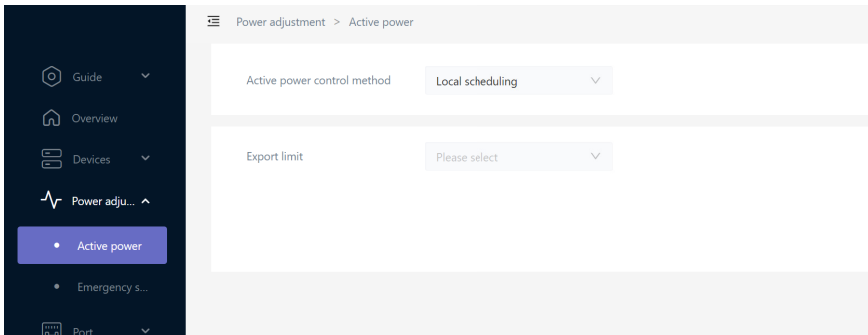 Power adjustment > Active power
Guide
Overview
Devices
Power adju...
Active power
Emergency s...
Port
Active power control method
Local scheduling
Export limit
Please select